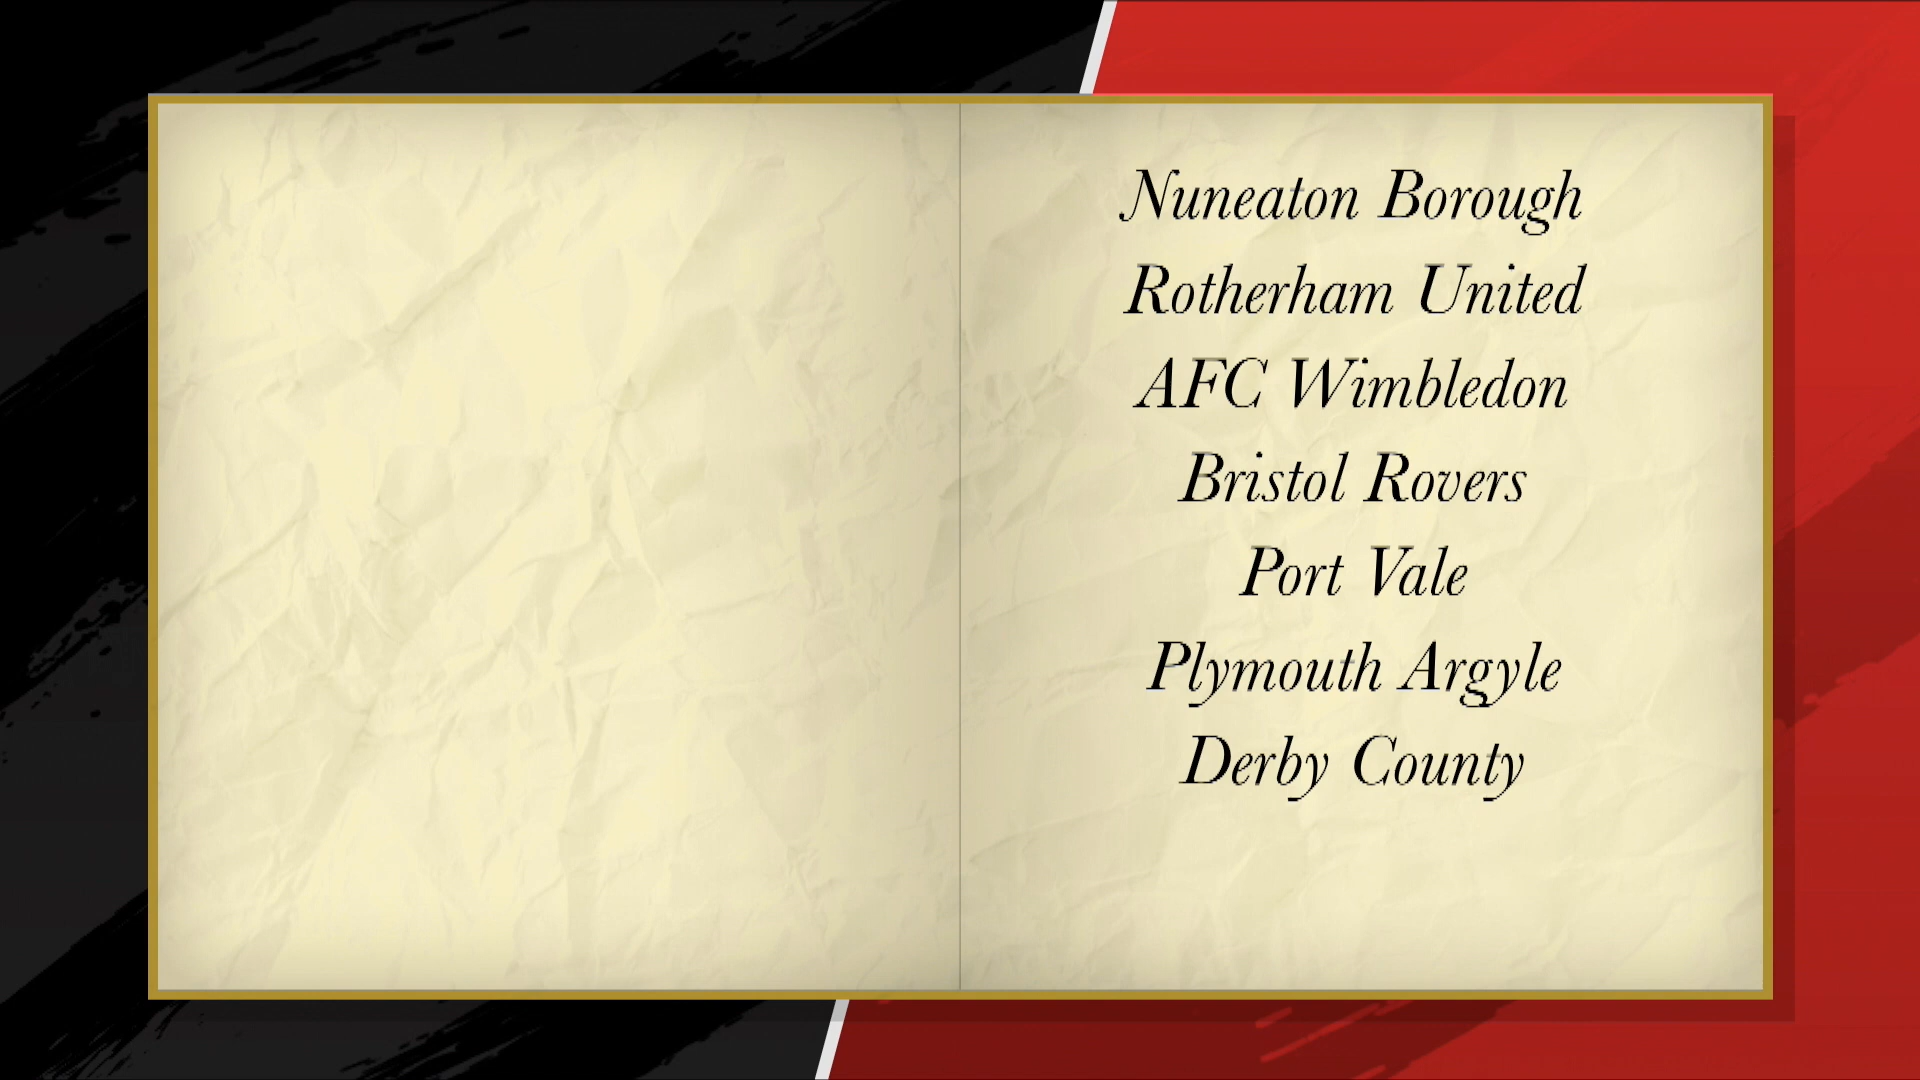 Nuneaton Borough
Rotherham United
AFC Wimbledon
Bristol Rovers
Port Vale
Plymouth Argyle
Derby County